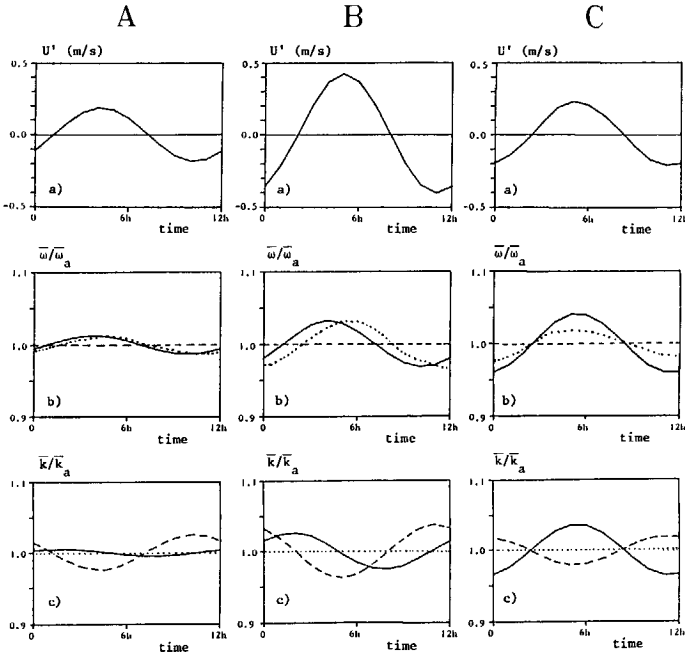 A B C
U' (m/s) U' (m/s) U' (m/s)
0.5 0.5 0.5
0.0 0.0 0.0
a) a) a)
-0.5 -0.5 -0.5
0 6h 12h 0 6h 12h 0 6h 12h
time time time
ω̅/ω̅a ω̅/ω̅a ω̅/ω̅a
1.1 1.1 1.1
1.0 1.0 1.0
b) b) b)
0.9 0.9 0.9
0 6h 12h 0 6h 12h 0 6h 12h
time time time
k̅/k̅a k̅/k̅a k̅/k̅a
1.1 1.1 1.1
1.0 1.0 1.0
c) c) c)
0.9 0.9 0.9
0 6h 12h 0 6h 12h 0 6h 12h
time time time